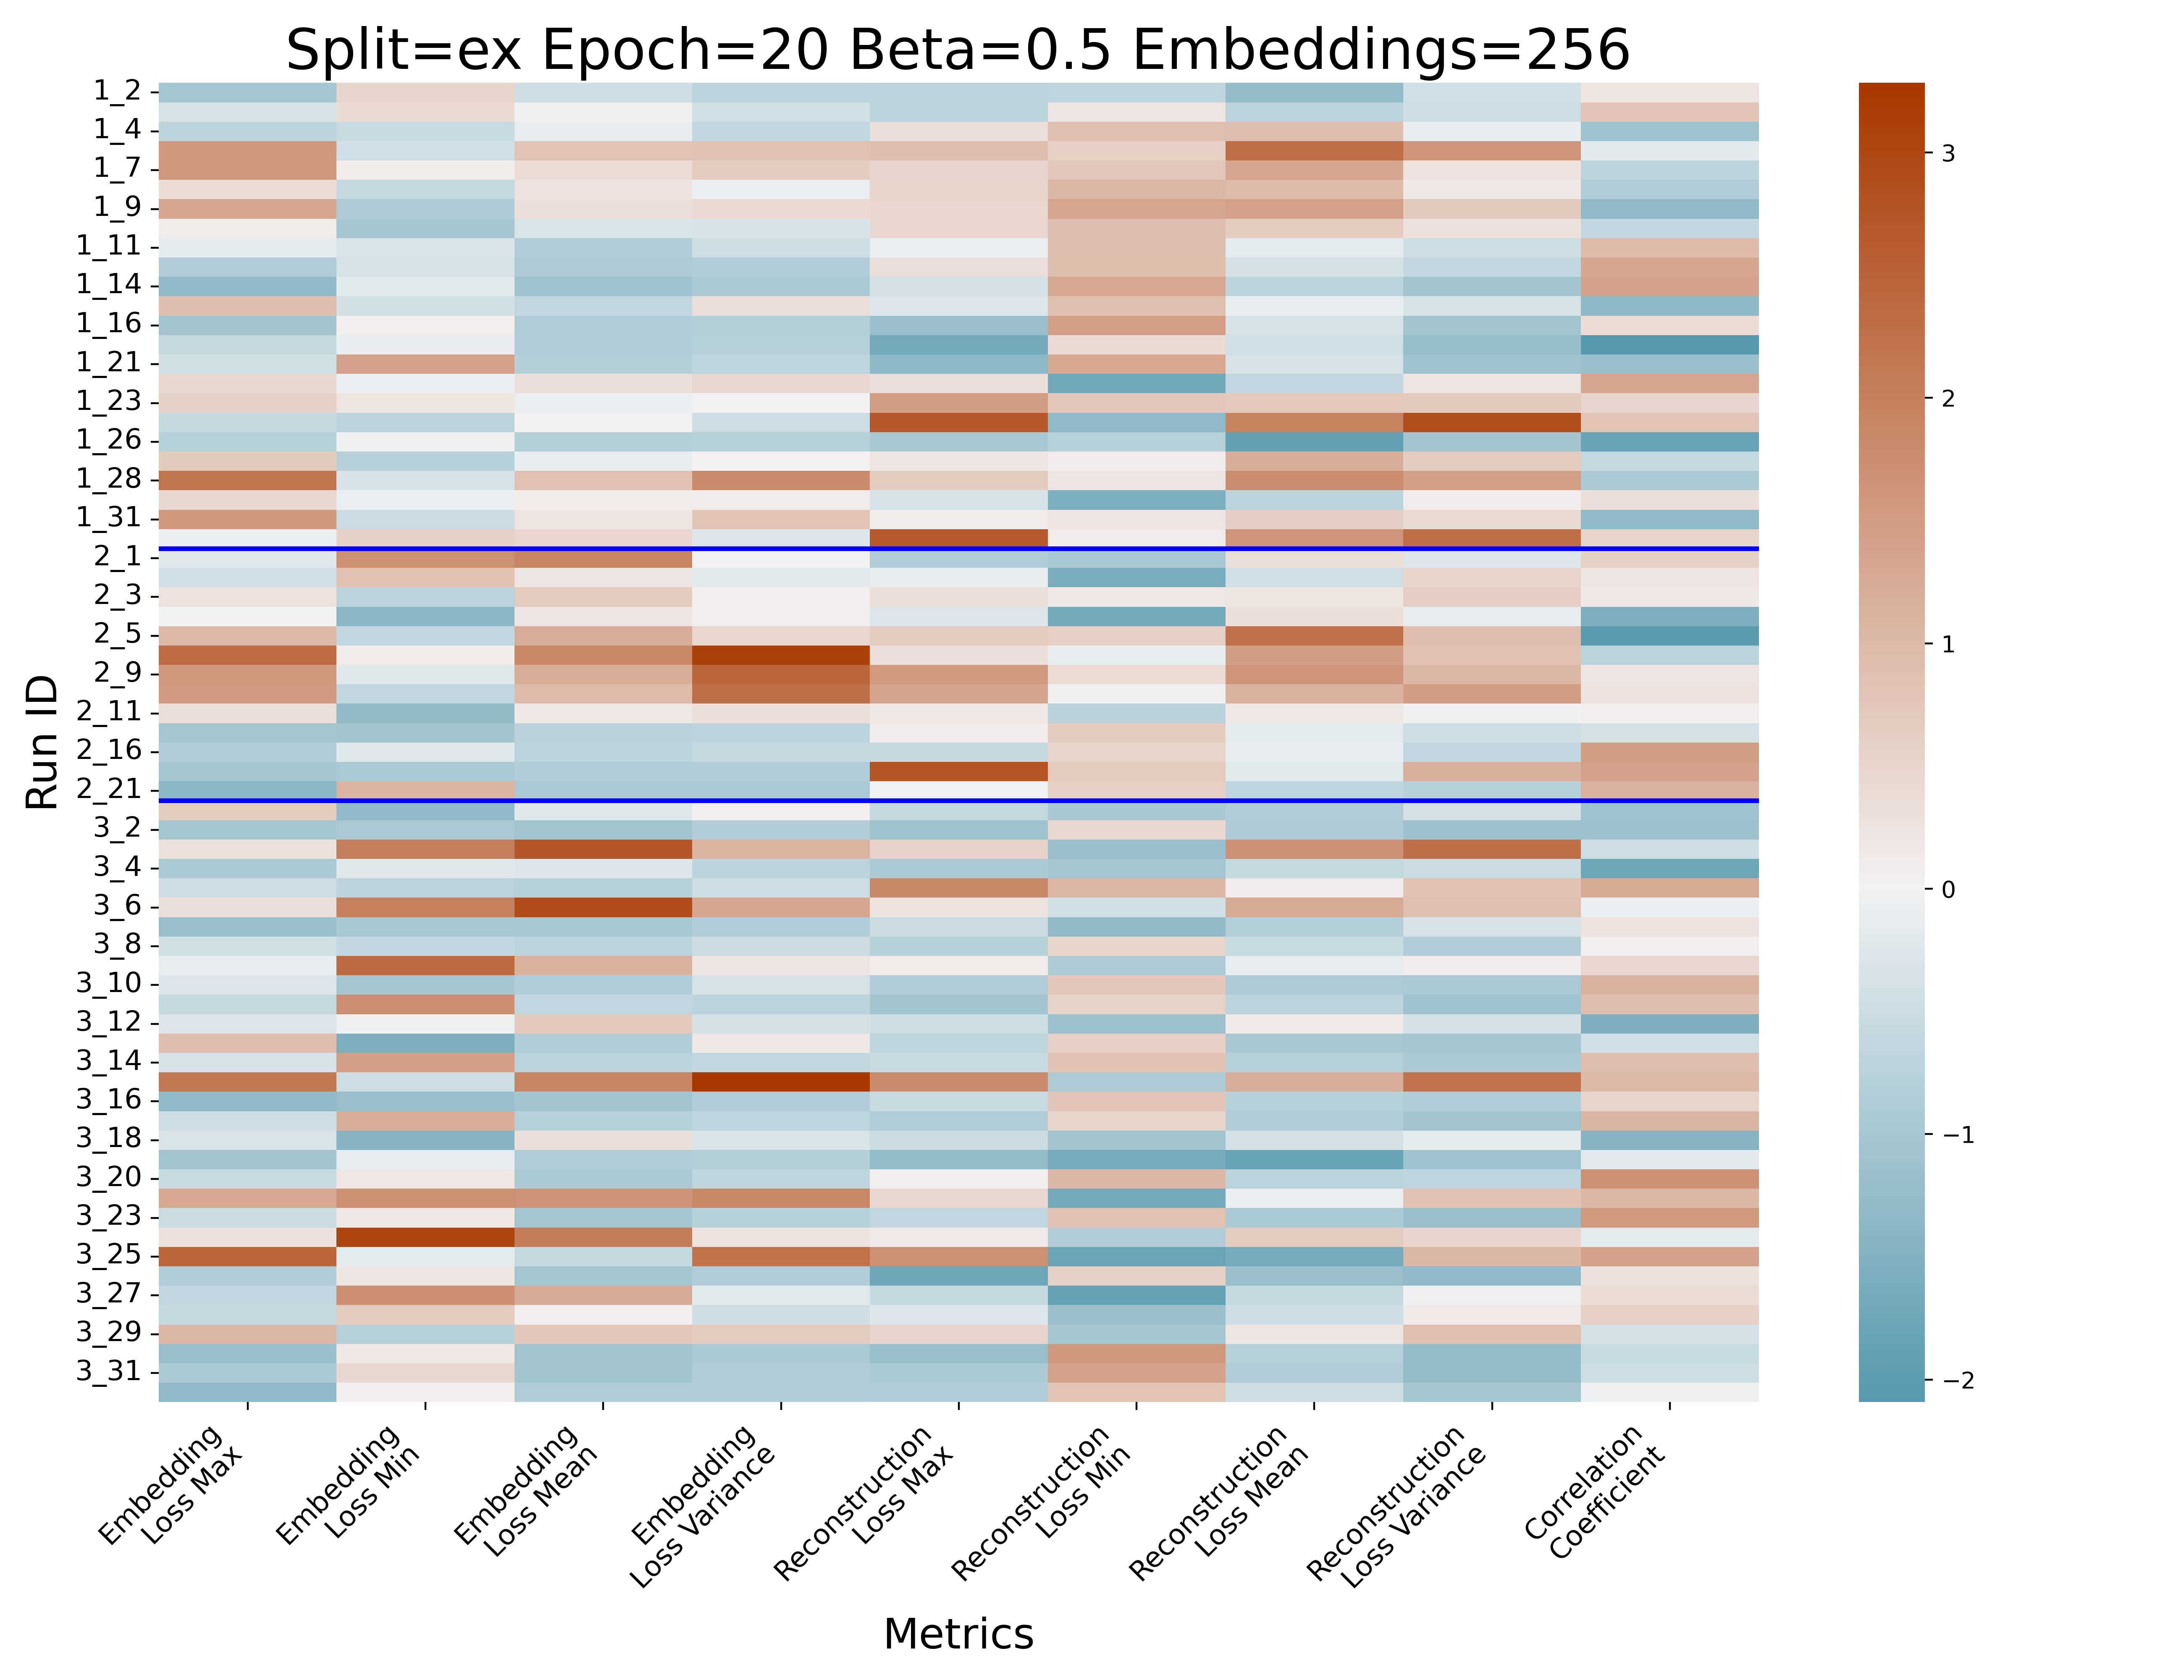 Split=ex Epoch=20 Beta=0.5 Embeddings=256
Run ID
1_2
1_4
1_7
1_9
1_11
1_14
1_16
1_21
1_23
1_26
1_28
1_31
2_1
2_3
2_5
2_9
2_11
2_16
2_21
3_2
3_4
3_6
3_8
3_10
3_12
3_14
3_16
3_18
3_20
3_23
3_25
3_27
3_29
3_31
3
2
1
0
−1
−2
Embedding
Loss Max
Embedding
Loss Min
Embedding
Loss Mean
Embedding
Loss Variance
Reconstruction
Loss Max
Reconstruction
Loss Min
Reconstruction
Loss Mean
Reconstruction
Loss Variance
Correlation
Coefficient
Metrics